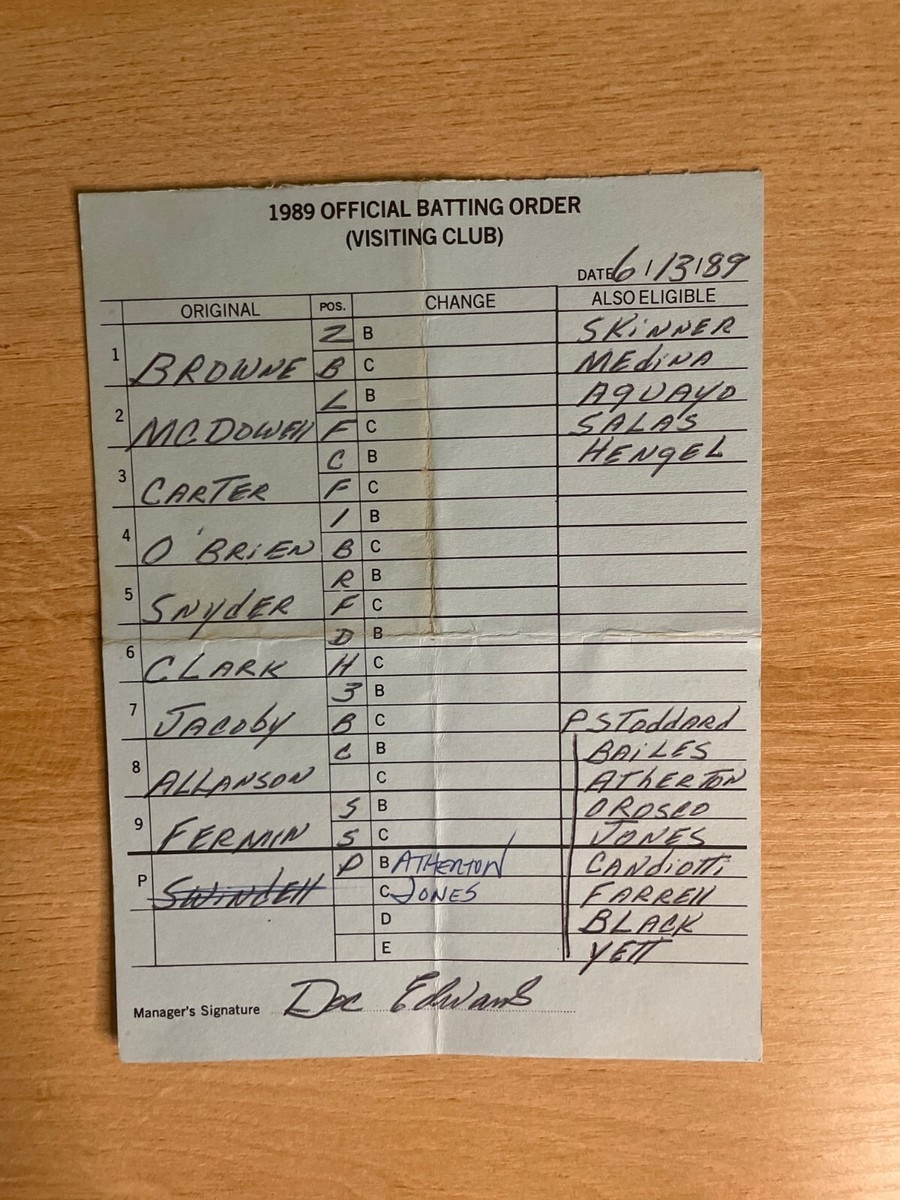 1989 OFFICIAL BATTING ORDER
(VISITING CLUB)
DATE 6/13/89
ORIGINAL POS. CHANGE ALSO ELIGIBLE
2 B SKiNNER
1 BROWNE B C MEdiNA
L B AQUAYO
2 MCDOWEll F C SALAS
C B HENGEL
3 CARTER F C
1 B
4 O'BRiEN B C
R B
5 SNYdER F C
D B
6 CLARK H C
3 B
7 JACObY B C P SToddARd
C B BAiLES
8 ALLANSON C AThERTON
S B OROSCO
9 FERMIN S C JONES
P P B ATHERTON CANdiOTTi
SWiNdEll C JONES FARREll
D BLACK
E YETT
Manager's Signature Doc Edwards